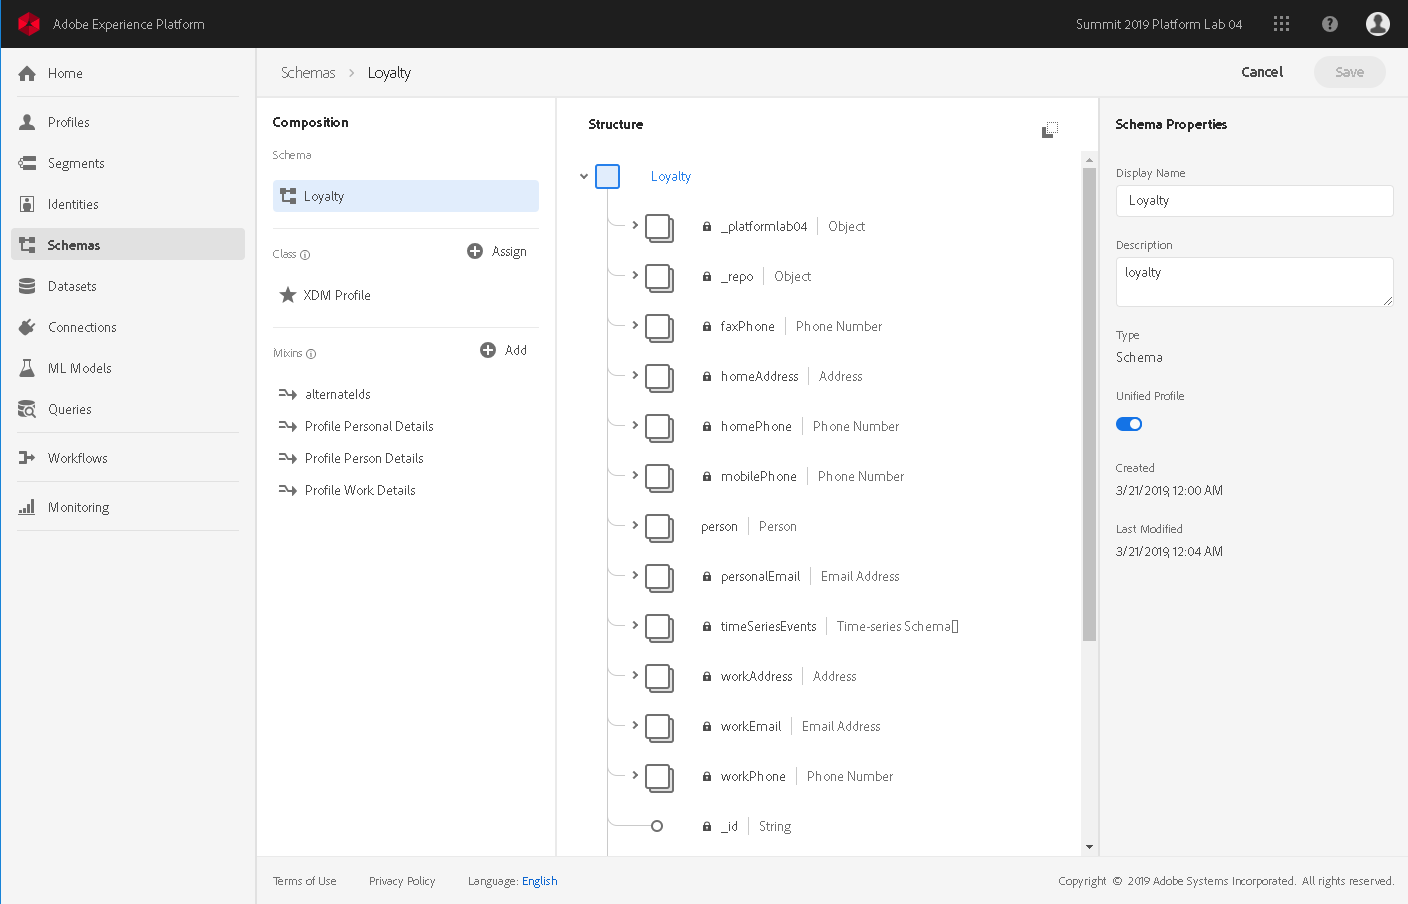 Adobe Experience Platform
Summit 2019 Platform Lab 04
Home
Profiles
Segments
Identities
Schemas
Datasets
Connections
ML Models
Queries
Workflows
Monitoring
Schemas > Loyalty
Cancel
Save
Composition
Schema
Loyalty
Class
Assign
XDM Profile
Mixins
Add
alternateIds
Profile Personal Details
Profile Person Details
Profile Work Details
Structure
Loyalty
_platformlab04 | Object
_repo | Object
faxPhone | Phone Number
homeAddress | Address
homePhone | Phone Number
mobilePhone | Phone Number
person | Person
personalEmail | Email Address
timeSeriesEvents | Time-series Schema[]
workAddress | Address
workEmail | Email Address
workPhone | Phone Number
_id | String
Schema Properties
Display Name
Loyalty
Description
loyalty
Type
Schema
Unified Profile
Created
3/21/2019, 12:00 AM
Last Modified
3/21/2019, 12:04 AM
Terms of Use
Privacy Policy
Language: English
Copyright © 2019 Adobe Systems Incorporated. All rights reserved.